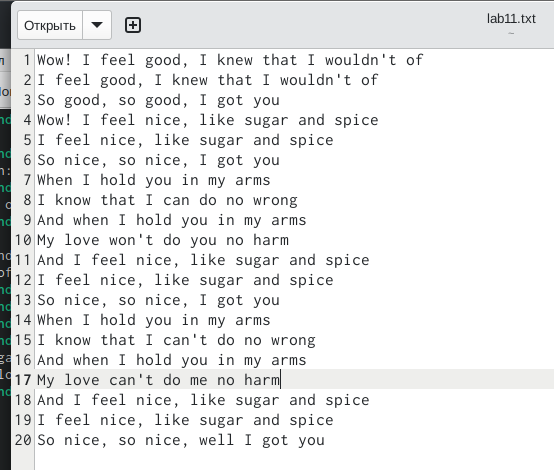 Открыть
lab11.txt
~
1 Wow! I feel good, I knew that I wouldn't of
2 I feel good, I knew that I wouldn't of
3 So good, so good, I got you
4 Wow! I feel nice, like sugar and spice
5 I feel nice, like sugar and spice
6 So nice, so nice, I got you
7 When I hold you in my arms
8 I know that I can do no wrong
9 And when I hold you in my arms
10 My love won't do you no harm
11 And I feel nice, like sugar and spice
12 I feel nice, like sugar and spice
13 So nice, so nice, I got you
14 When I hold you in my arms
15 I know that I can't do no wrong
16 And when I hold you in my arms
17 My love can't do me no harm
18 And I feel nice, like sugar and spice
19 I feel nice, like sugar and spice
20 So nice, so nice, well I got you